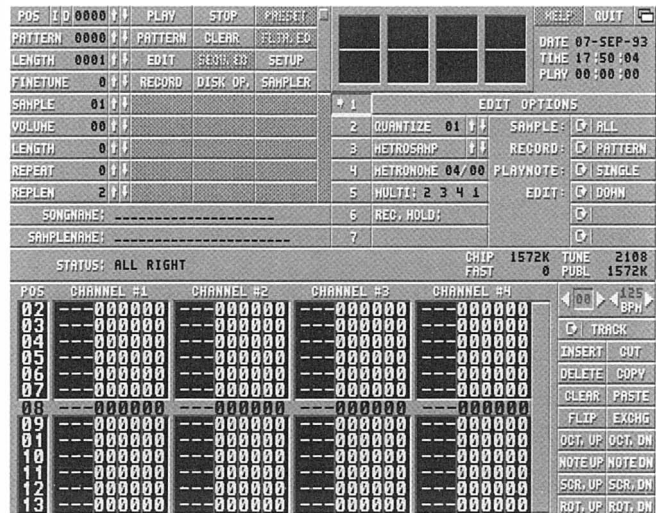 POS I D 0000 PLAY STOP PRESET HELP QUIT
PATTERN 0000 PATTERN CLEAR FLTR.ED DATE 07-SEP-93
LENGTH 0001 EDIT SEQU.ED SETUP TIME 17:50:04
FINETUNE 0 RECORD DISK OP. SAMPLER PLAY 00:00:00
SAMPLE 01 1 EDIT OPTIONS
VOLUME 00 2 QUANTIZE 01 SAMPLE: ALL
LENGTH 0 3 METROSAMP RECORD: PATTERN
REPEAT 0 4 METRONOME 04/00 PLAYNOTE: SINGLE
REPLEN 2 5 MULTI: 2 3 4 1 EDIT: DOWN
SONGNAME: ____________________ 6 REC. HOLD:
SAMPLENAME: ______________________ 7
STATUS: ALL RIGHT CHIP 1572K TUNE 2108
FAST 0 PUBL 1572K
POS CHANNEL #1 CHANNEL #2 CHANNEL #3 CHANNEL #4 00 125 BPM
02 ---000000 ---000000 ---000000 ---000000
03 ---000000 ---000000 ---000000 ---000000 TRACK
04 ---000000 ---000000 ---000000 ---000000
05 ---000000 ---000000 ---000000 ---000000 INSERT CUT
06 ---000000 ---000000 ---000000 ---000000 DELETE COPY
07 ---000000 ---000000 ---000000 ---000000 CLEAR PASTE
08 ---000000 ---000000 ---000000 ---000000
09 ---000000 ---000000 ---000000 ---000000 FLIP EXCHG
01 ---000000 ---000000 ---000000 ---000000 OCT. UP OCT. DN
10 ---000000 ---000000 ---000000 ---000000 NOTE UP NOTE DN
11 ---000000 ---000000 ---000000 ---000000
12 ---000000 ---000000 ---000000 ---000000 SCR. UP SCR. DN
13 ---000000 ---000000 ---000000 ---000000 ROT. UP ROT. DN